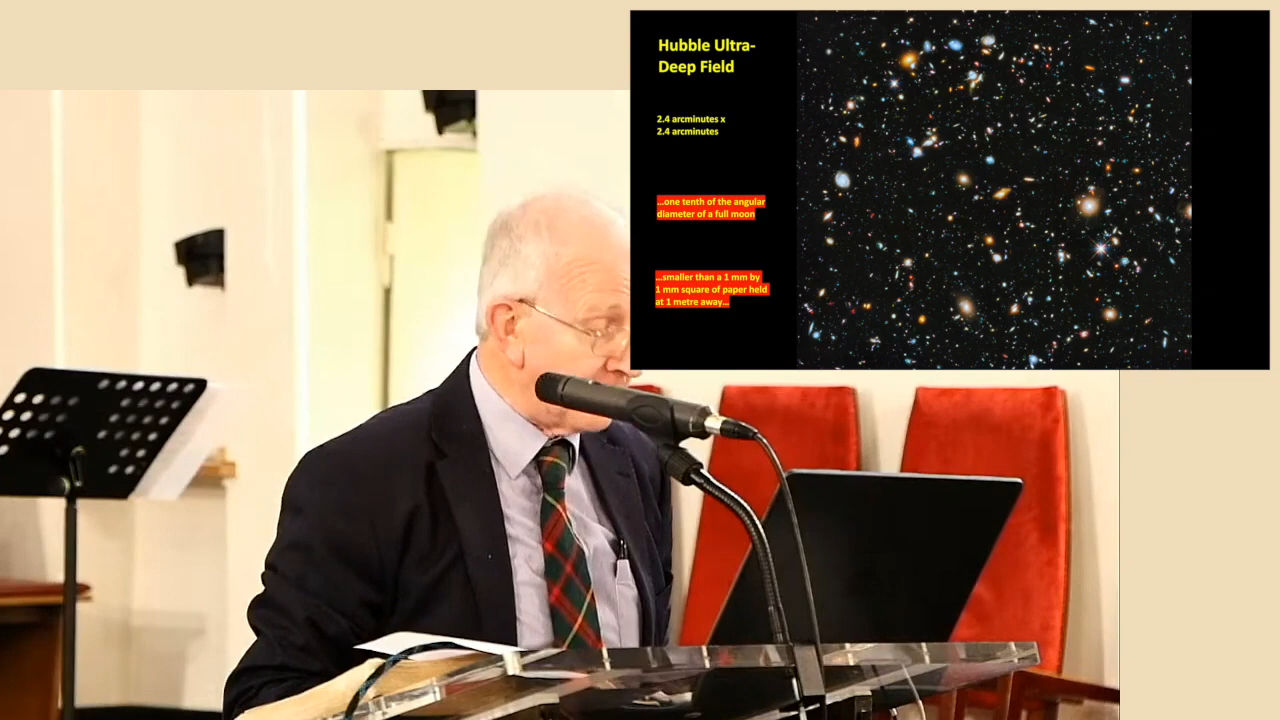 Hubble Ultra-
Deep Field
2.4 arcminutes x
2.4 arcminutes
...one tenth of the angular
diameter of a full moon
...smaller than a 1 mm by
1 mm square of paper held
at 1 metre away...